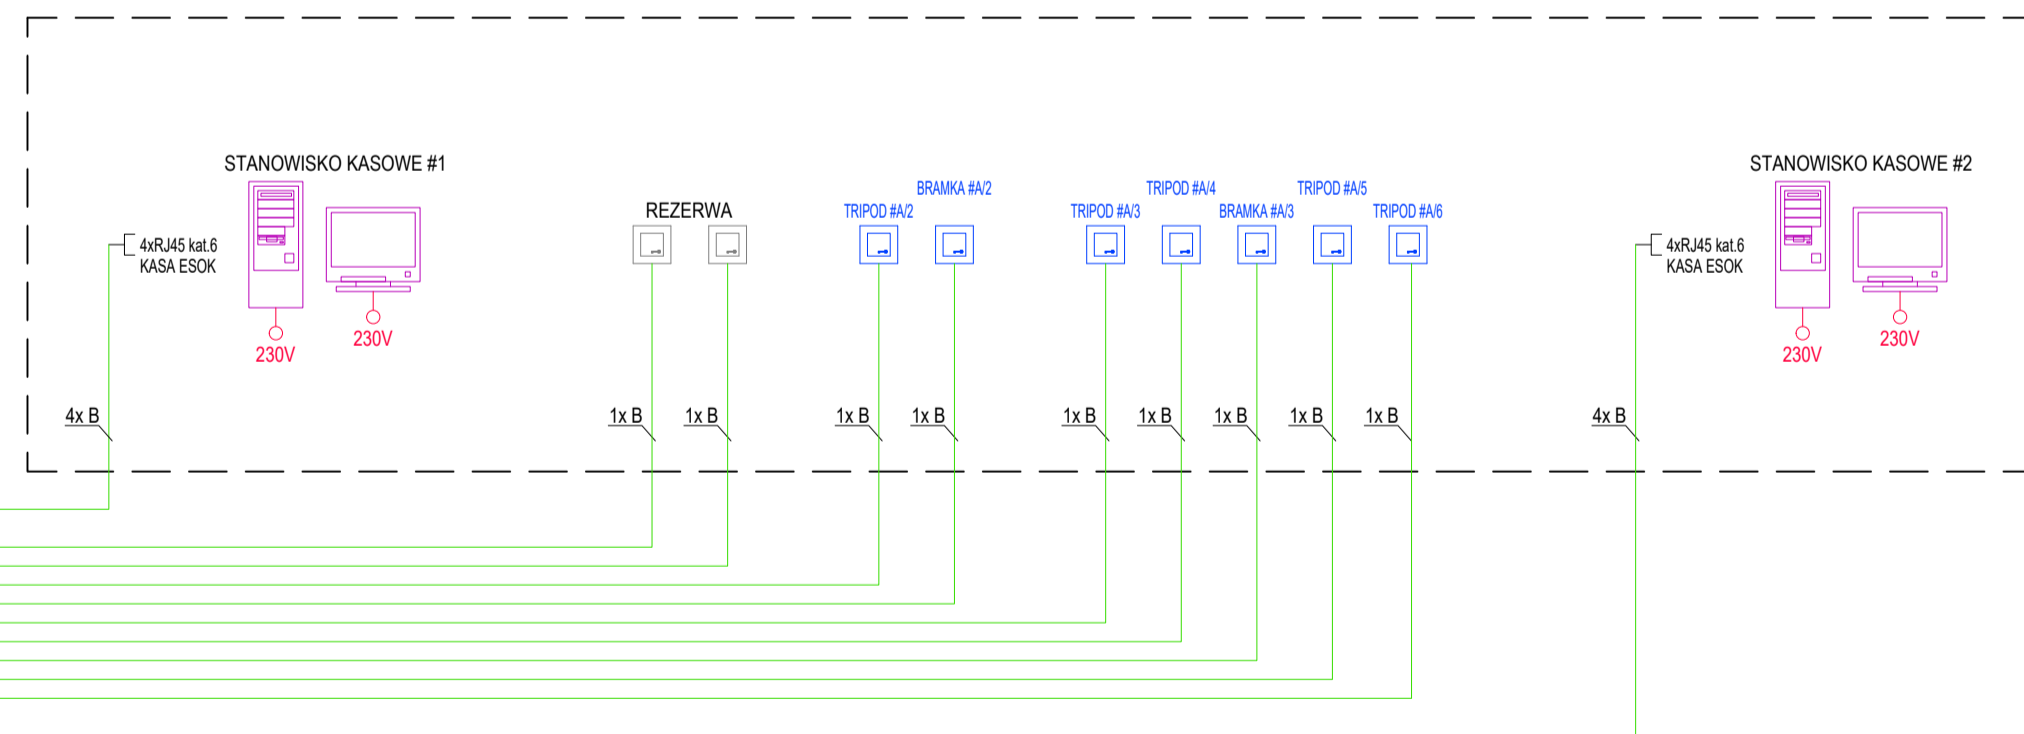 STANOWISKO KASOWE #1
4xRJ45 kat.6
KASA ESOK
230V
230V
4x B
REZERWA
1x B
1x B
TRIPOD #A/2
BRAMKA #A/2
1x B
1x B
TRIPOD #A/3
TRIPOD #A/4
BRAMKA #A/3
TRIPOD #A/5
TRIPOD #A/6
1x B
1x B
1x B
1x B
1x B
STANOWISKO KASOWE #2
4xRJ45 kat.6
KASA ESOK
230V
230V
4x B